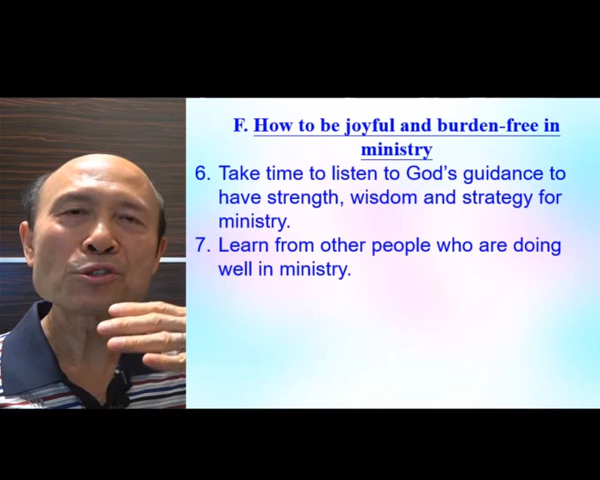 F. How to be joyful and burden-free in
ministry
6. Take time to listen to God's guidance to
have strength, wisdom and strategy for
ministry.
7. Learn from other people who are doing
well in ministry.